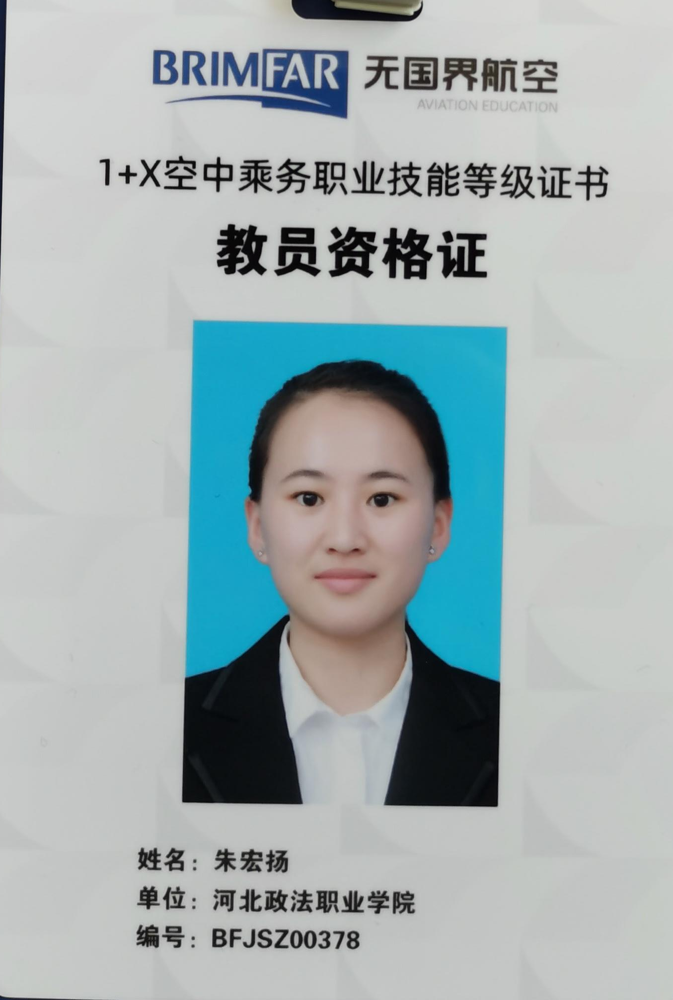 BRIMFAR 无国界航空
AVIATION EDUCATION
1+X空中乘务职业技能等级证书
教员资格证
姓名：朱宏扬
单位：河北政法职业学院
编号：BFJSZ00378